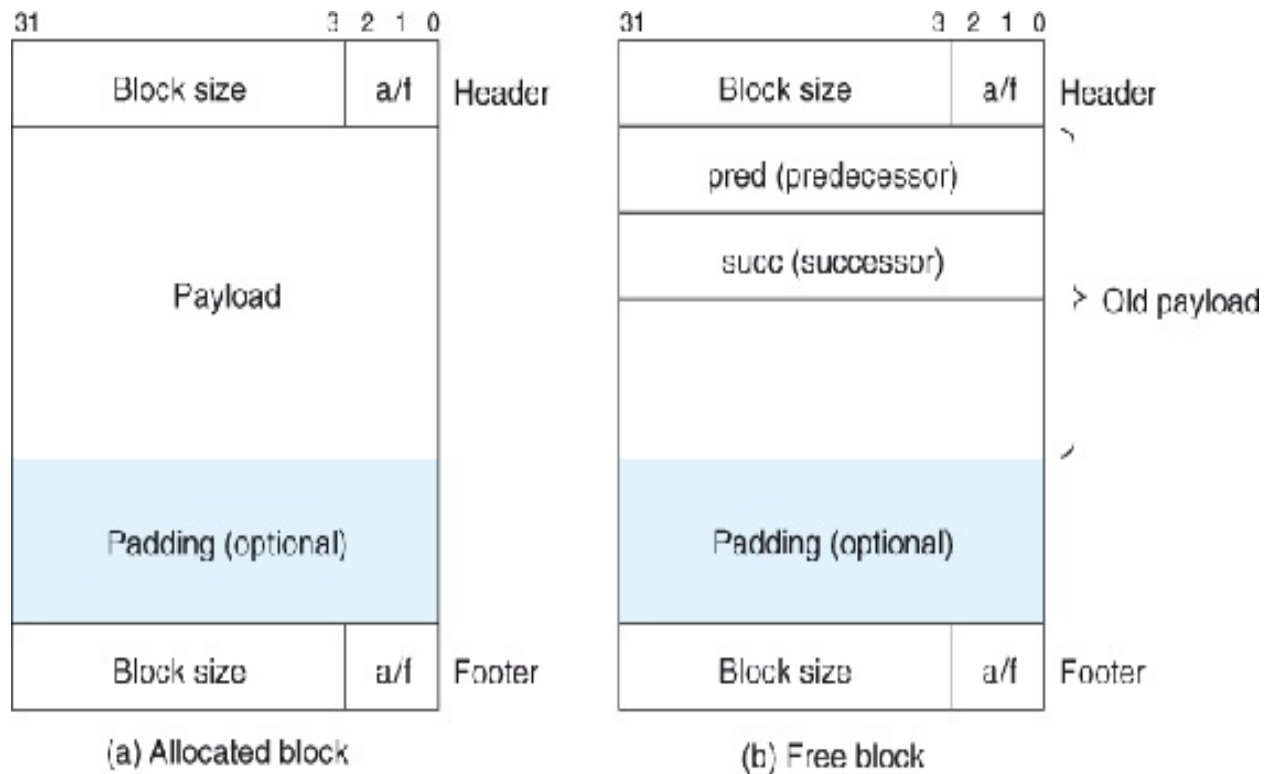 31 3 2 1 0
Block size a/f Header
Payload
Padding (optional)
Block size a/f Footer
(a) Allocated block
31 3 2 1 0
Block size a/f Header
pred (predecessor)
succ (successor)
Old payload
Padding (optional)
Block size a/f Footer
(b) Free block